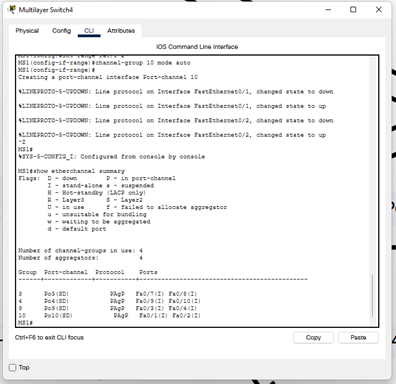 Multilayer Switch4
Physical Config CLI Attributes
IOS Command Line Interface
MS1(config-if-range)#channel-group 10 mode auto
MS1(config-if-range)#
Creating a port-channel interface Port-channel 10
%LINEPROTO-5-UPDOWN: Line protocol on Interface FastEthernet0/1, changed state to down
%LINEPROTO-5-UPDOWN: Line protocol on Interface FastEthernet0/1, changed state to up
%LINEPROTO-5-UPDOWN: Line protocol on Interface FastEthernet0/2, changed state to down
%LINEPROTO-5-UPDOWN: Line protocol on Interface FastEthernet0/2, changed state to up
^Z
MS1#
%SYS-5-CONFIG_I: Configured from console by console
MS1#show etherchannel summary
Flags: D - down P - in port-channel
I - stand-alone s - suspended
H - Hot-standby (LACP only)
R - Layer3 S - Layer2
U - in use f - failed to allocate aggregator
u - unsuitable for bundling
w - waiting to be aggregated
d - default port
Number of channel-groups in use: 4
Number of aggregators: 4
Group Port-channel Protocol Ports
------+-------------+-----------+----------------------------------------------
3 Po3(SD) PAgP Fa0/7(I) Fa0/8(I)
4 Po4(SD) PAgP Fa0/9(I) Fa0/10(I)
9 Po9(SD) PAgP Fa0/3(I) Fa0/4(I)
10 Po10(SD) PAgP Fa0/1(I) Fa0/2(I)
MS1#
Ctrl+F6 to exit CLI focus
Copy Paste
Top